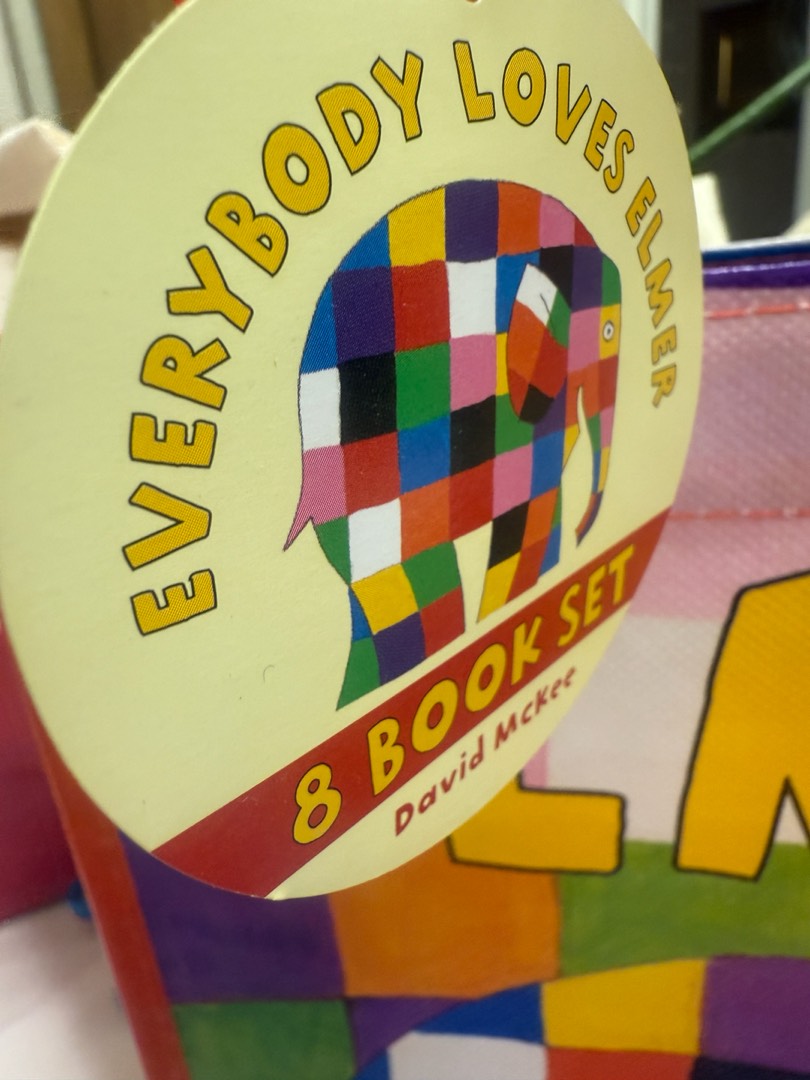 EVERYBODY LOVES ELMER
8 BOOK SET
David McKee